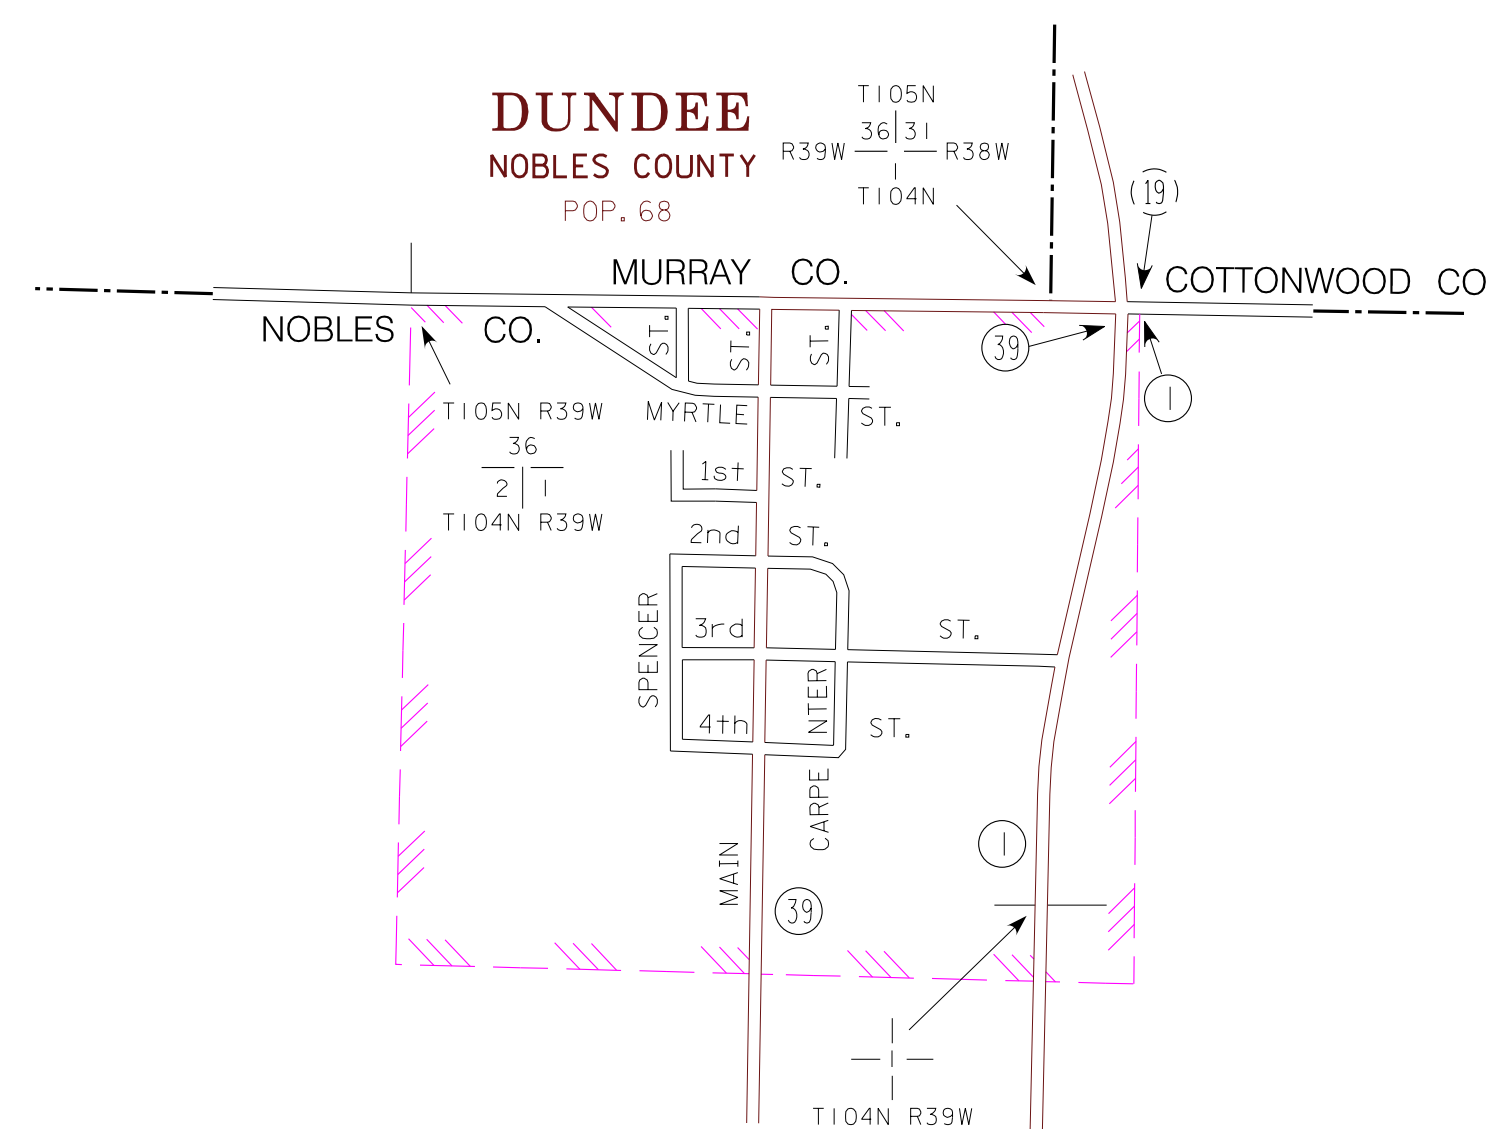 DUNDEE
NOBLES COUNTY
POP. 68
T105N
36 31
R39W R38W
T104N
(19)
MURRAY CO.
COTTONWOOD CO
NOBLES CO.
ST.
ST.
ST.
39
1
T105N R39W
36
2 1
T104N R39W
MYRTLE ST.
1st ST.
2nd ST.
SPENCER
3rd ST.
4th ST.
CARPE NTER
MAIN
39
1
T104N R39W